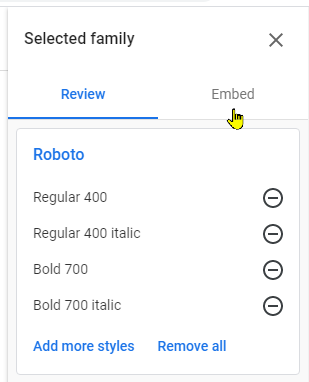 Selected family
Review Embed
Roboto
Regular 400
Regular 400 italic
Bold 700
Bold 700 italic
Add more styles Remove all